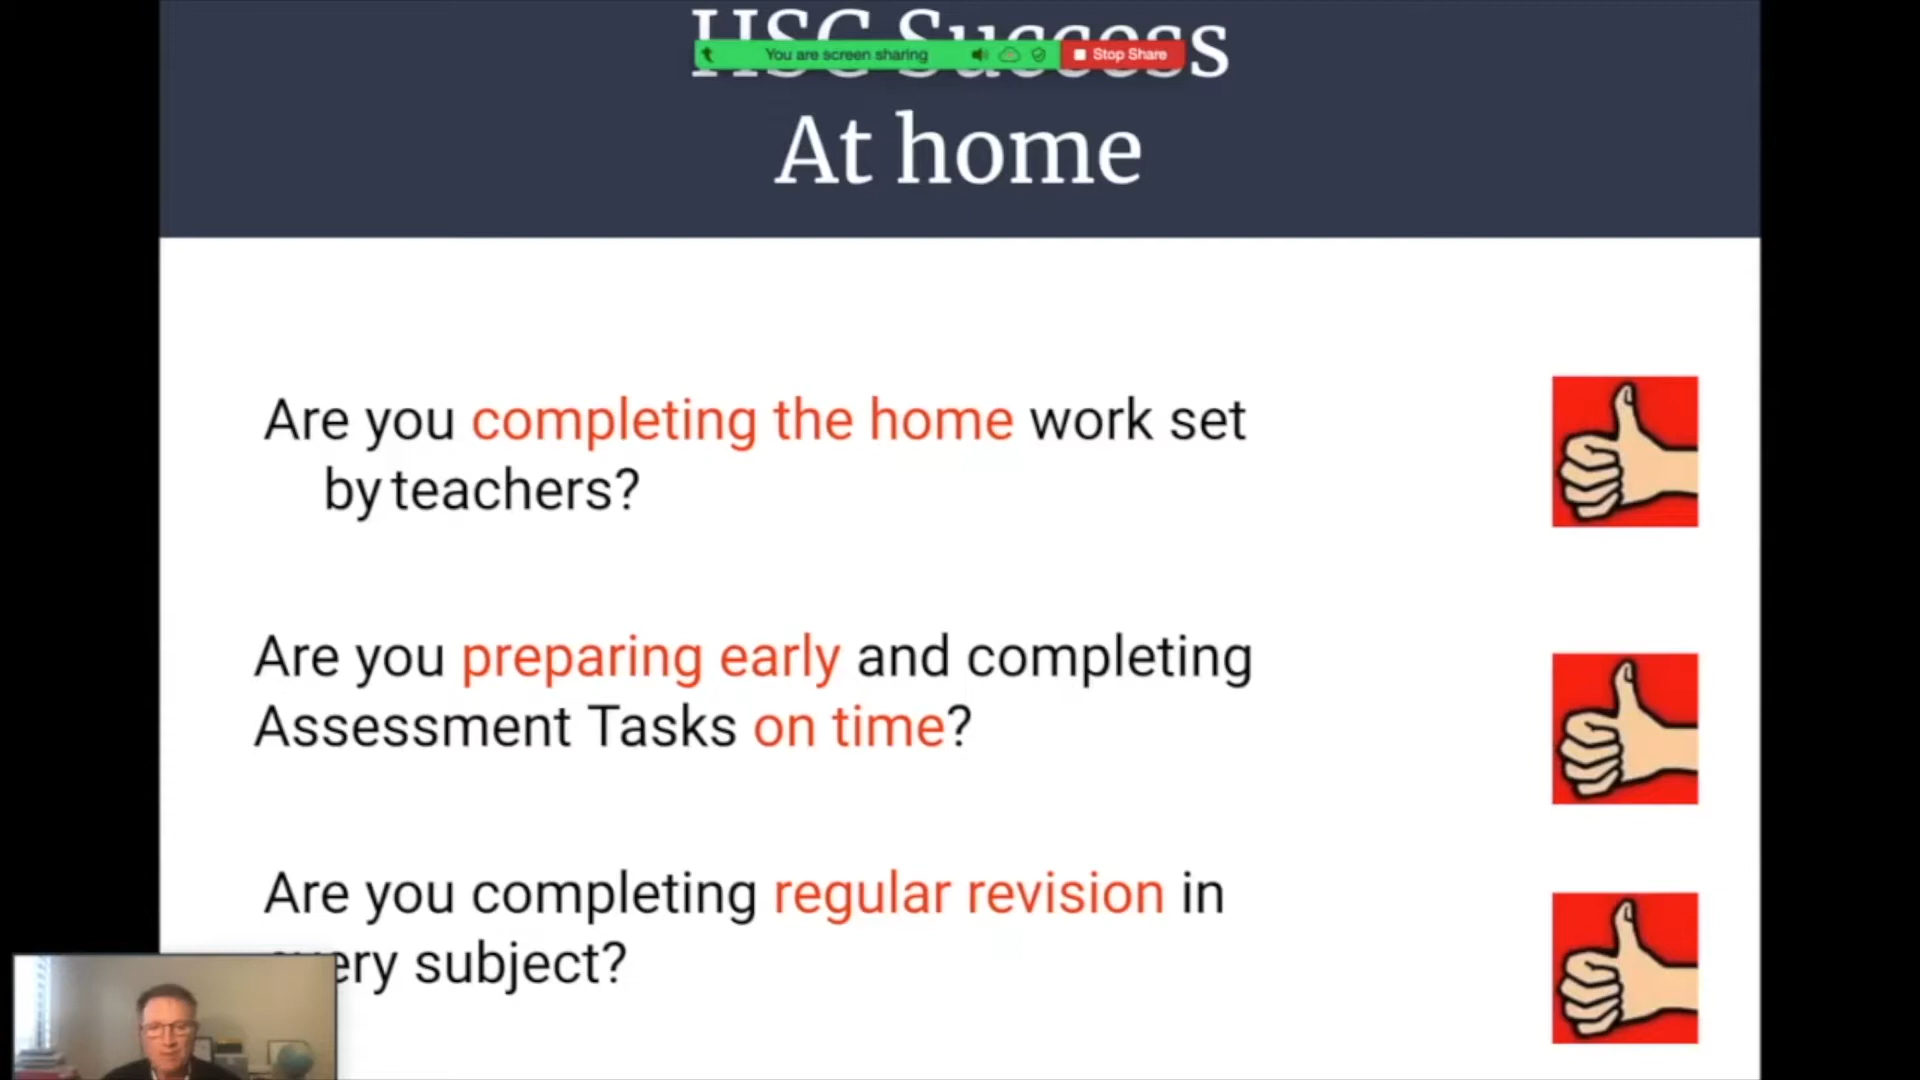 HSC Success
You are screen sharing Stop Share
At home
Are you completing the home work set
by teachers?
Are you preparing early and completing
Assessment Tasks on time?
Are you completing regular revision in
every subject?